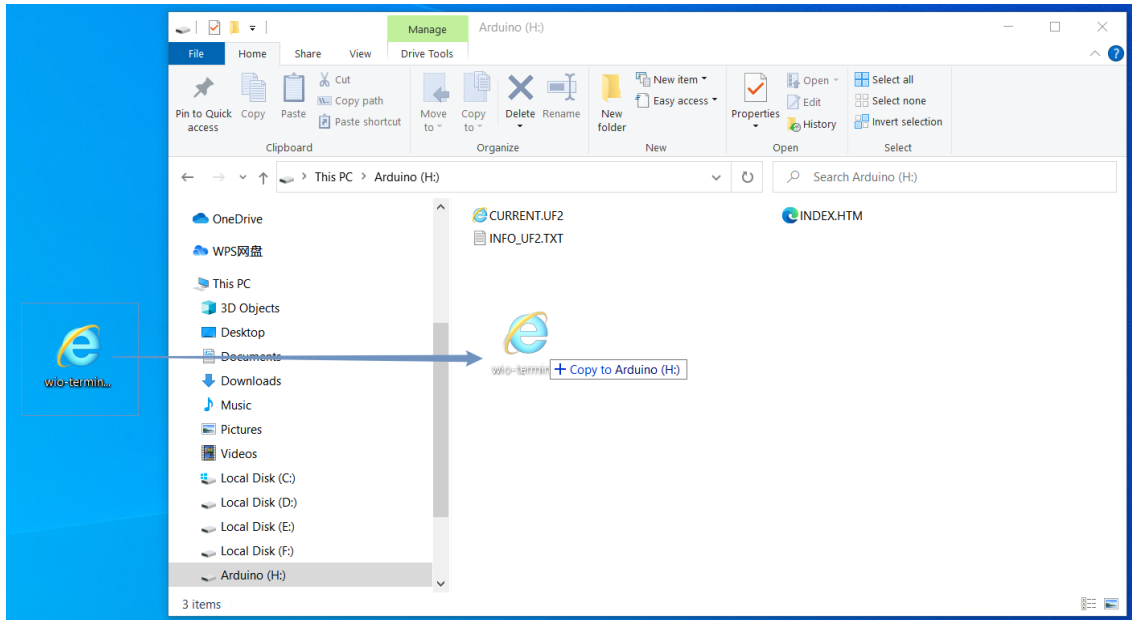 Manage
Arduino (H:)
File Home Share View Drive Tools
Pin to Quick access
Copy
Paste
Cut
Copy path
Paste shortcut
Move to
Copy to
Delete
Rename
New folder
New item
Easy access
Properties
Open
Edit
History
Select all
Select none
Invert selection
Clipboard Organize New Open Select
This PC > Arduino (H:)
Search Arduino (H:)
OneDrive
WPS网盘
This PC
3D Objects
Desktop
Documents
Downloads
Music
Pictures
Videos
Local Disk (C:)
Local Disk (D:)
Local Disk (E:)
Local Disk (F:)
Arduino (H:)
CURRENT.UF2
INDEX.HTM
INFO_UF2.TXT
wio-termin...
wio-termin
Copy to Arduino (H:)
3 items